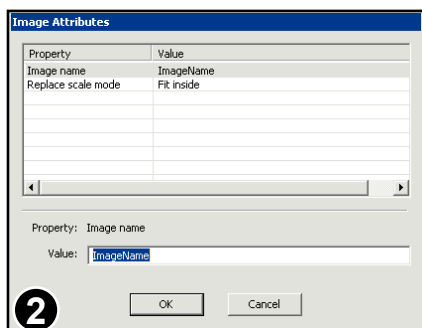 Image Attributes
Property Value
Image name ImageName
Replace scale mode Fit inside
Property: Image name
Value: ImageName
2 OK Cancel